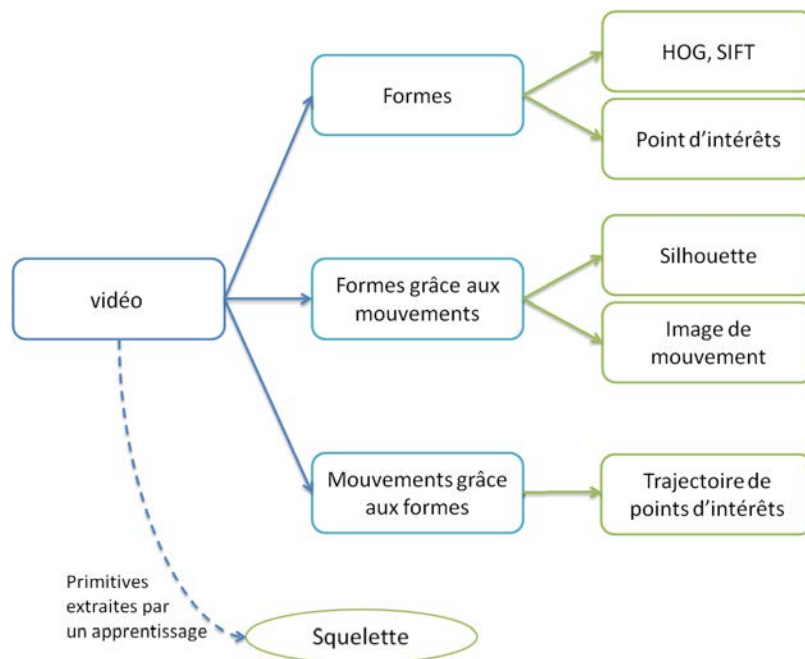 HOG, SIFT
Formes
Point d'intérêts
Silhouette
vidéo
Formes grâce aux
mouvements
Image de
mouvement
Mouvements grâce
aux formes
Trajectoire de
points d'intérêts
Primitives
extraites par
un apprentissage
Squelette